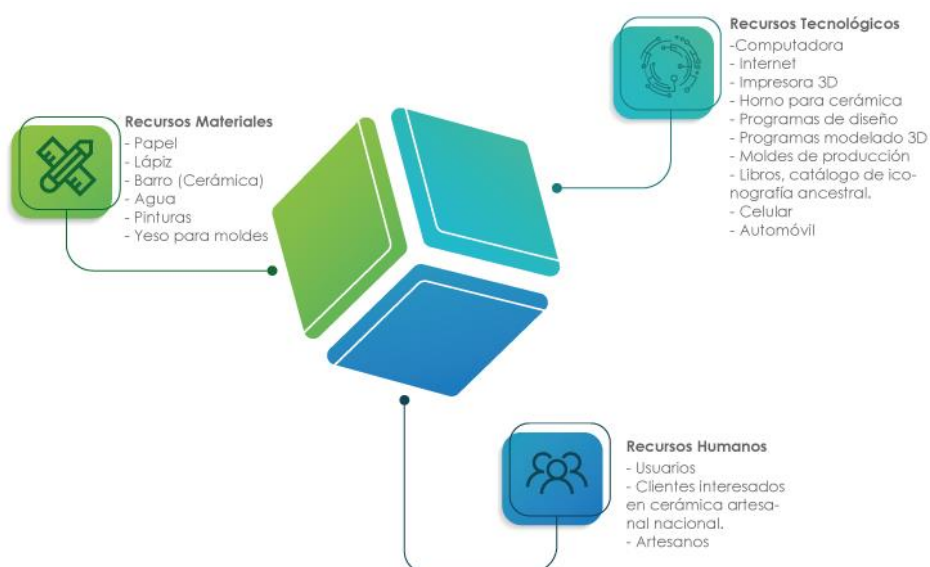 Recursos Materiales
- Papel
- Lápiz
- Barro (Cerámica)
- Agua
- Pinturas
- Yeso para moldes
Recursos Tecnológicos
-Computadora
- Internet
- Impresora 3D
- Horno para cerámica
- Programas de diseño
- Programas modelado 3D
- Moldes de producción
- Libros, catálogo de ico-
nografía ancestral.
- Celular
- Automóvil
Recursos Humanos
- Usuarios
- Clientes interesados
en cerámica artesa-
nal nacional.
- Artesanos